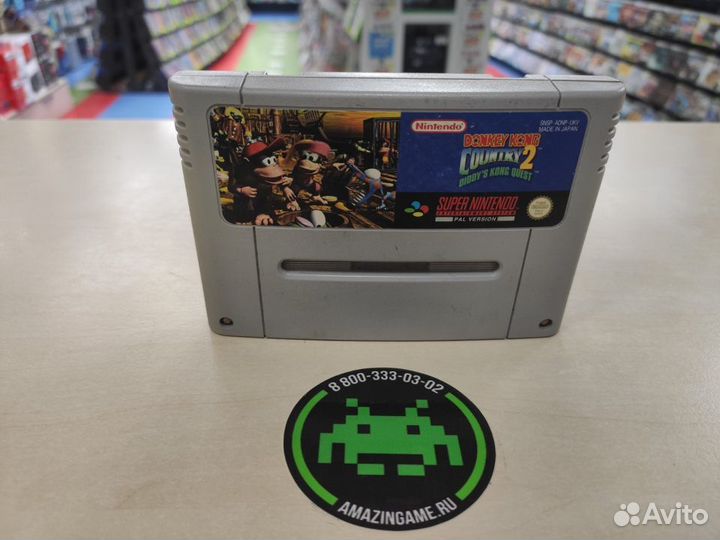 Nintendo
SNSP-ADNP-UKV
MADE IN JAPAN
DONKEY KONG
COUNTRY 2
DIDDY'S KONG QUEST
SUPER NINTENDO
ENTERTAINMENT SYSTEM
PAL VERSION
8 800-333-03-02
AMAZINGAME.RU
Avito